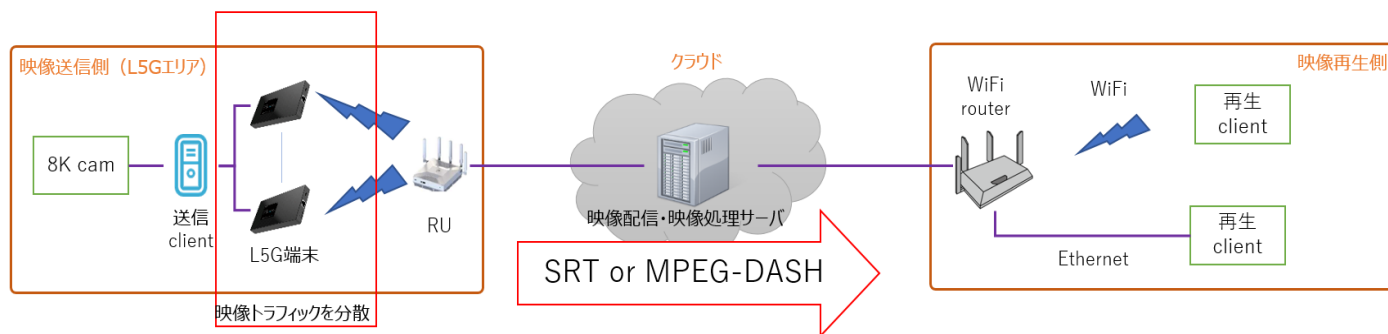 映像送信側（L5Gエリア）
8K cam
送信
client
L5G端末
映像トラフィックを分散
RU
クラウド
映像配信・映像処理サーバ
SRT or MPEG-DASH
映像再生側
WiFi
router
WiFi
再生
client
Ethernet
再生
client